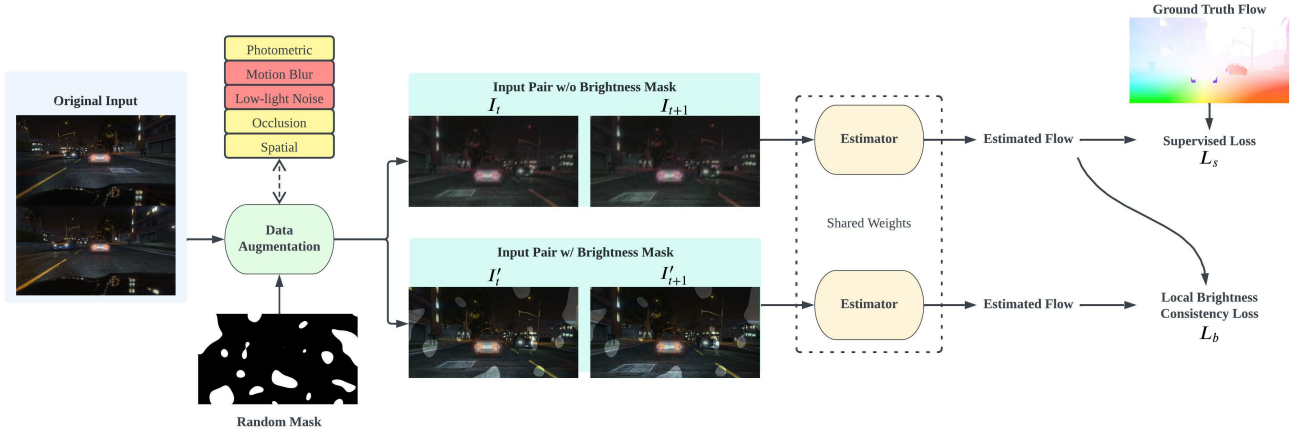 Original Input
Photometric
Motion Blur
Low-light Noise
Occlusion
Spatial
Data
Augmentation
Random Mask
Input Pair w/o Brightness Mask
I_t
I_{t+1}
Input Pair w/ Brightness Mask
I'_t
I'_{t+1}
Estimator
Shared Weights
Estimator
Estimated Flow
Estimated Flow
Ground Truth Flow
Supervised Loss
L_s
Local Brightness
Consistency Loss
L_b